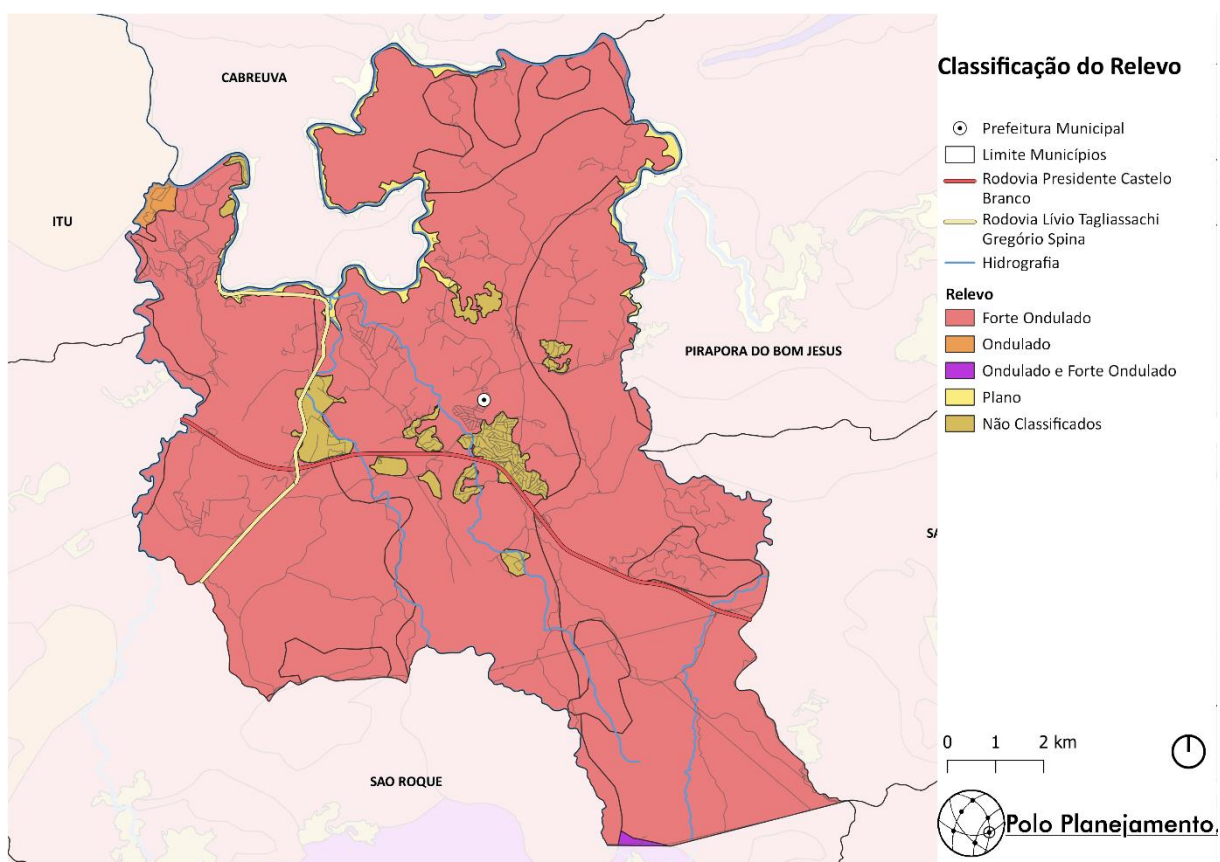 CABREUVA
ITU
PIRAPORA DO BOM JESUS
SA
SAO ROQUE
Classificação do Relevo
Prefeitura Municipal
Limite Municípios
Rodovia Presidente Castelo
Branco
Rodovia Lívio Tagliassachi
Gregório Spina
Hidrografia
Relevo
Forte Ondulado
Ondulado
Ondulado e Forte Ondulado
Plano
Não Classificados
0 1 2 km
Polo Planejamento.